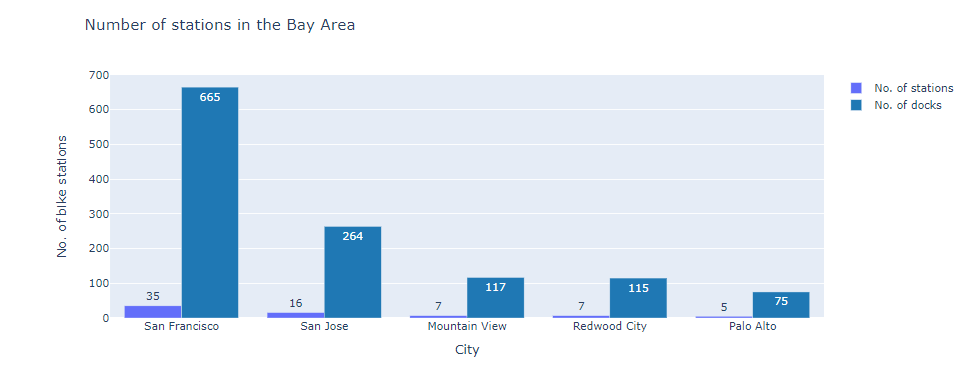 Number of stations in the Bay Area
No. of stations
No. of docks
No. of bike stations
700
600
500
400
300
200
100
0
35
665
16
264
7
117
7
115
5
75
San Francisco
San Jose
Mountain View
Redwood City
Palo Alto
City